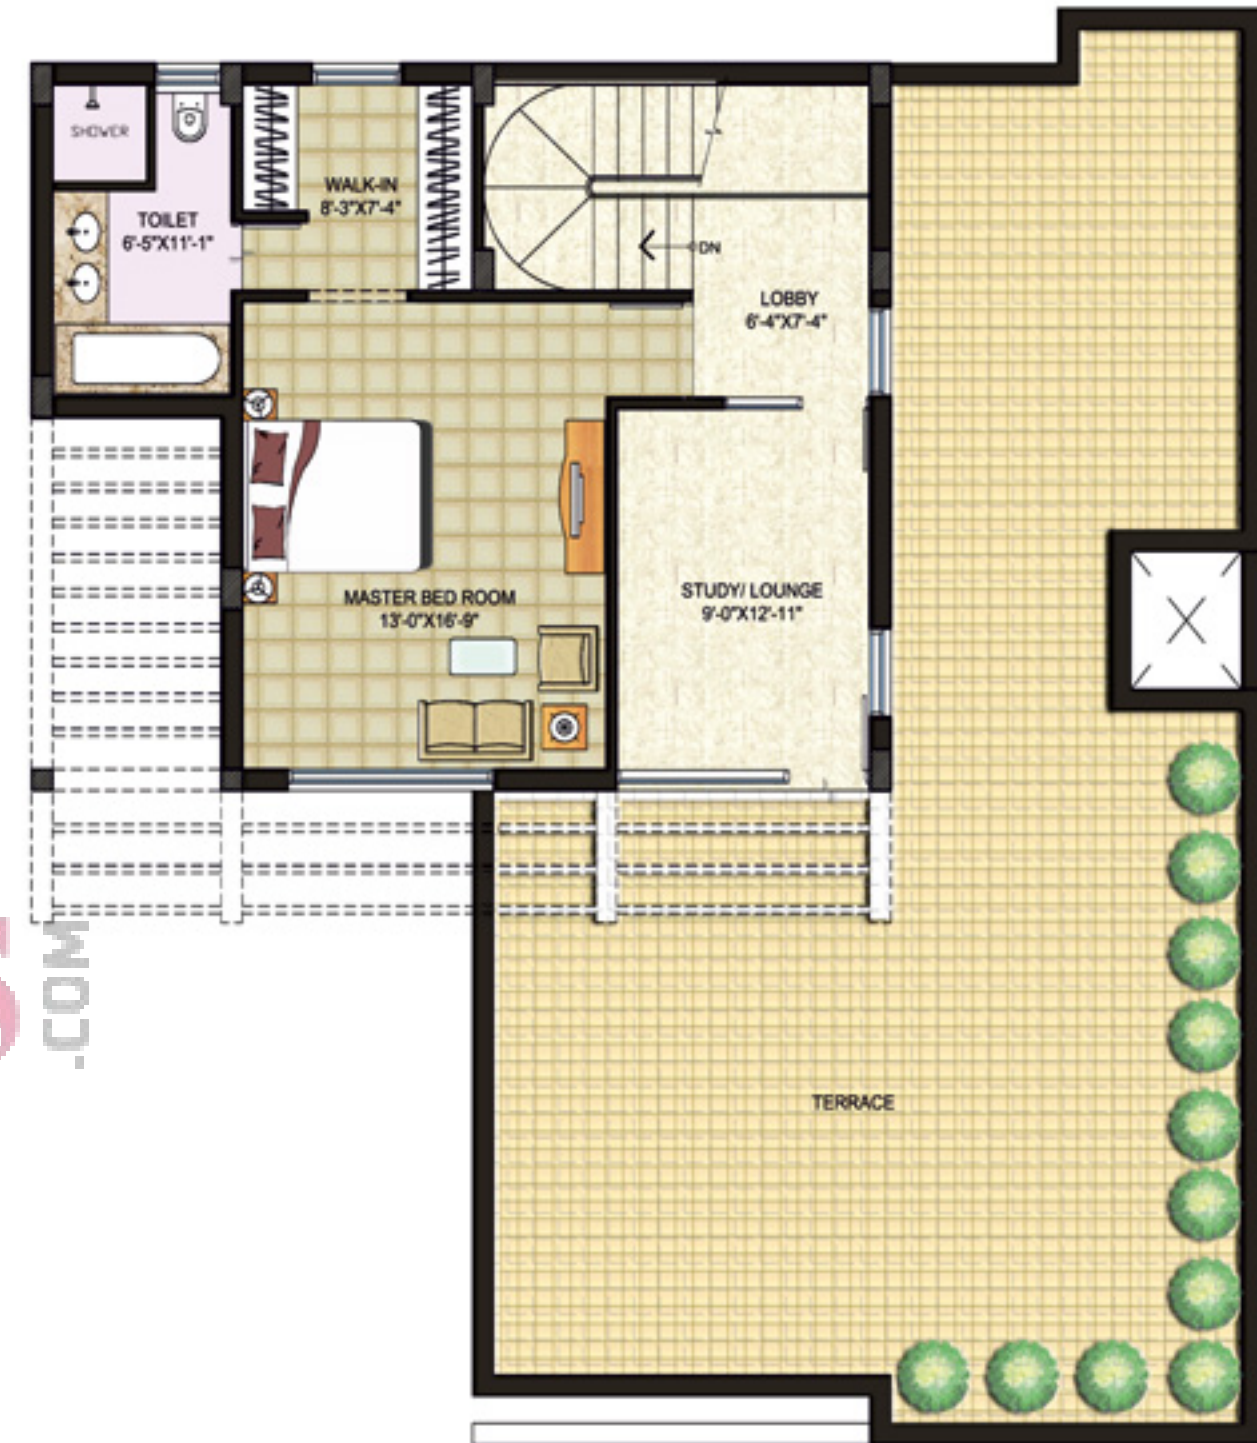 SHOWER
WALK-IN
8'-3"X7'-4"
TOILET
6'-5"X11'-1"
DN
LOBBY
6'-4"X7'-4"
MASTER BED ROOM
13'-0"X16'-9"
STUDY/ LOUNGE
9'-0"X12'-11"
.COM
TERRACE